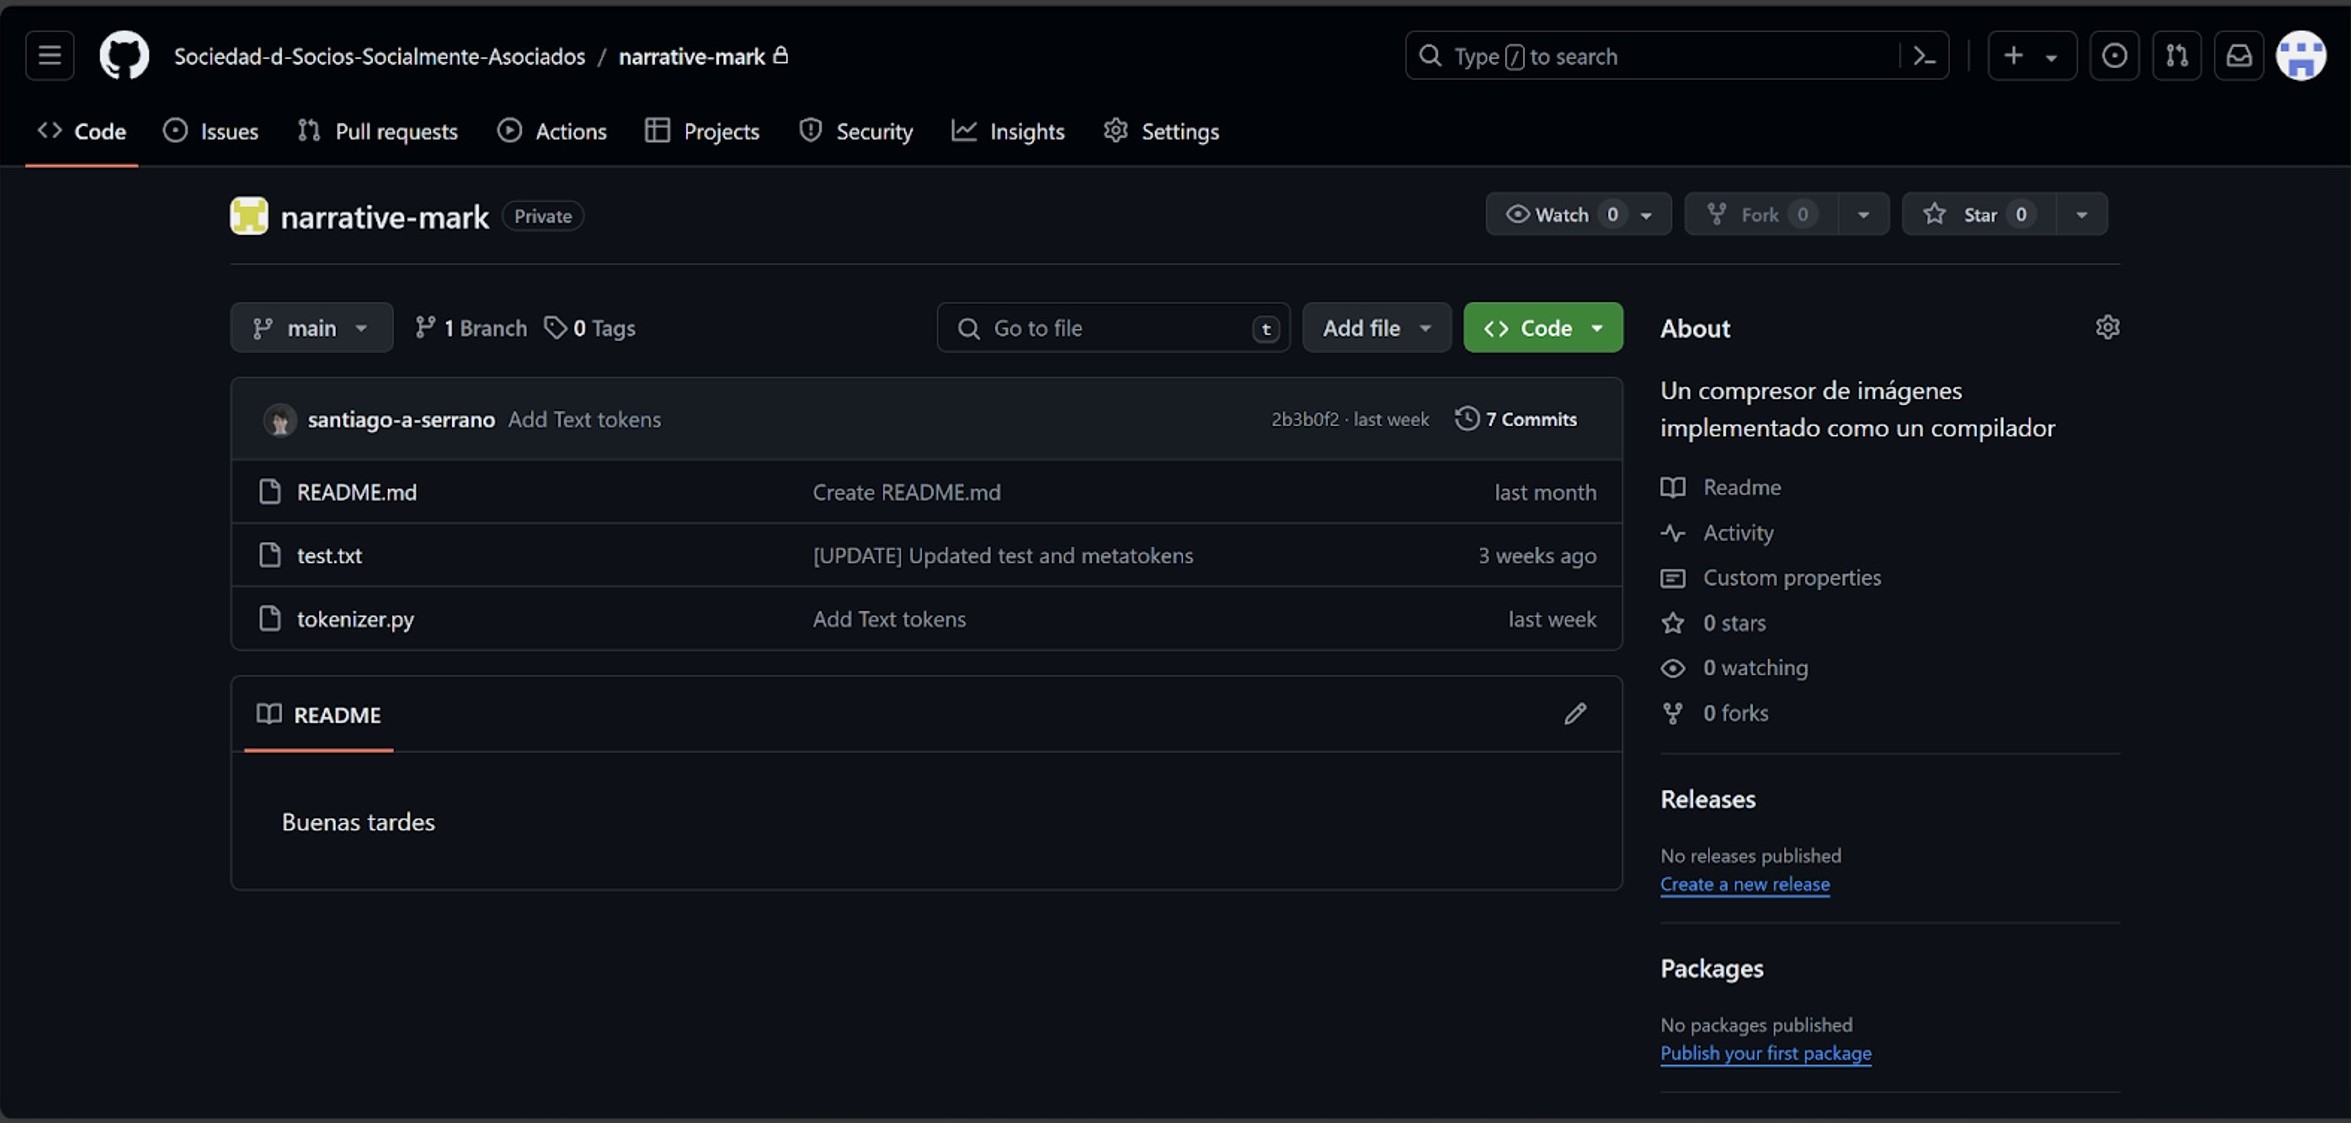 Sociedad-d-Socios-Socialmente-Asociados / narrative-mark
Type / to search
Code Issues Pull requests Actions Projects Security Insights Settings
narrative-mark Private
Watch 0 Fork 0 Star 0
main 1 Branch 0 Tags
Go to file t Add file Code
santiago-a-serrano Add Text tokens 2b3b0f2 · last week 7 Commits
README.md Create README.md last month
test.txt [UPDATE] Updated test and metatokens 3 weeks ago
tokenizer.py Add Text tokens last week
README
Buenas tardes
About
Un compresor de imágenes
implementado como un compilador
Readme
Activity
Custom properties
0 stars
0 watching
0 forks
Releases
No releases published
Create a new release
Packages
No packages published
Publish your first package